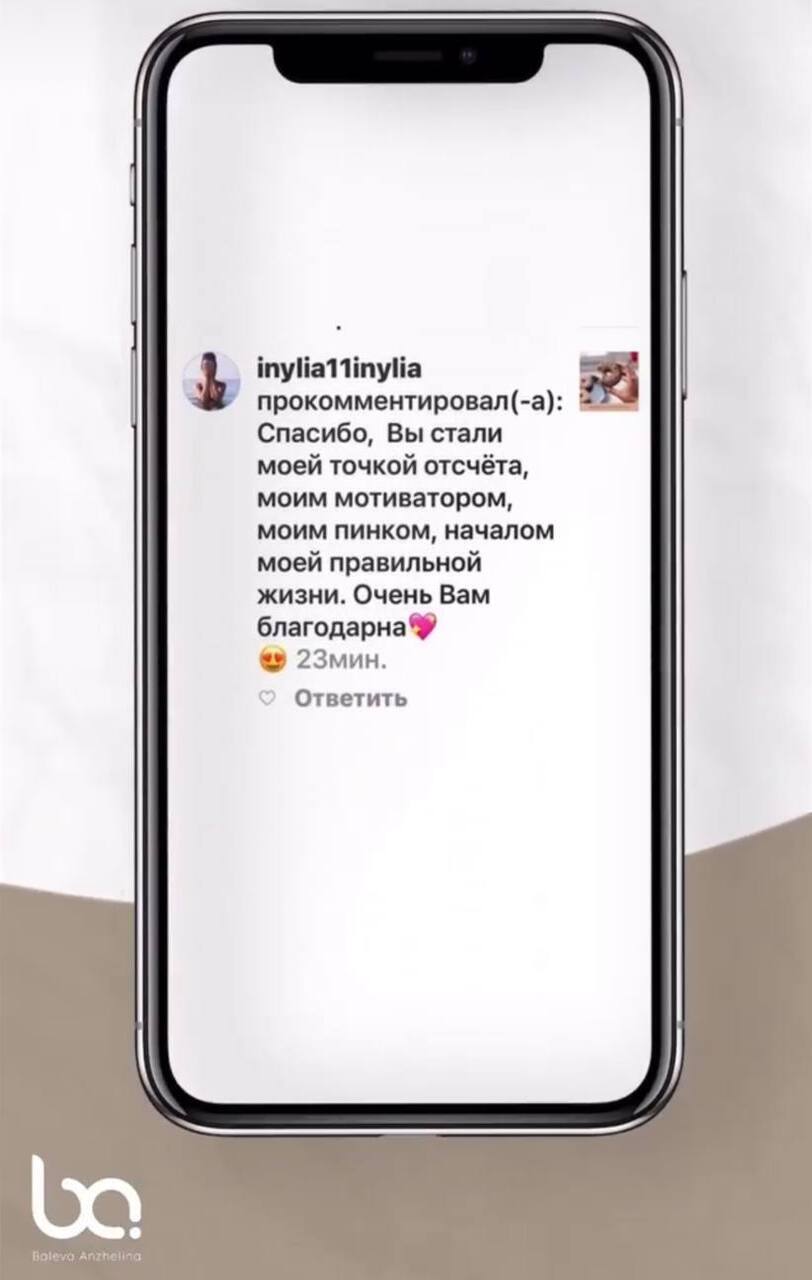 inylia11inylia
прокомментировал(-а):
Спасибо, Вы стали
моей точкой отсчёта,
моим мотиватором,
моим пинком, началом
моей правильной
жизни. Очень Вам
благодарна💖
😍 23мин.
Ответить
ba
Baleva Anzhelina